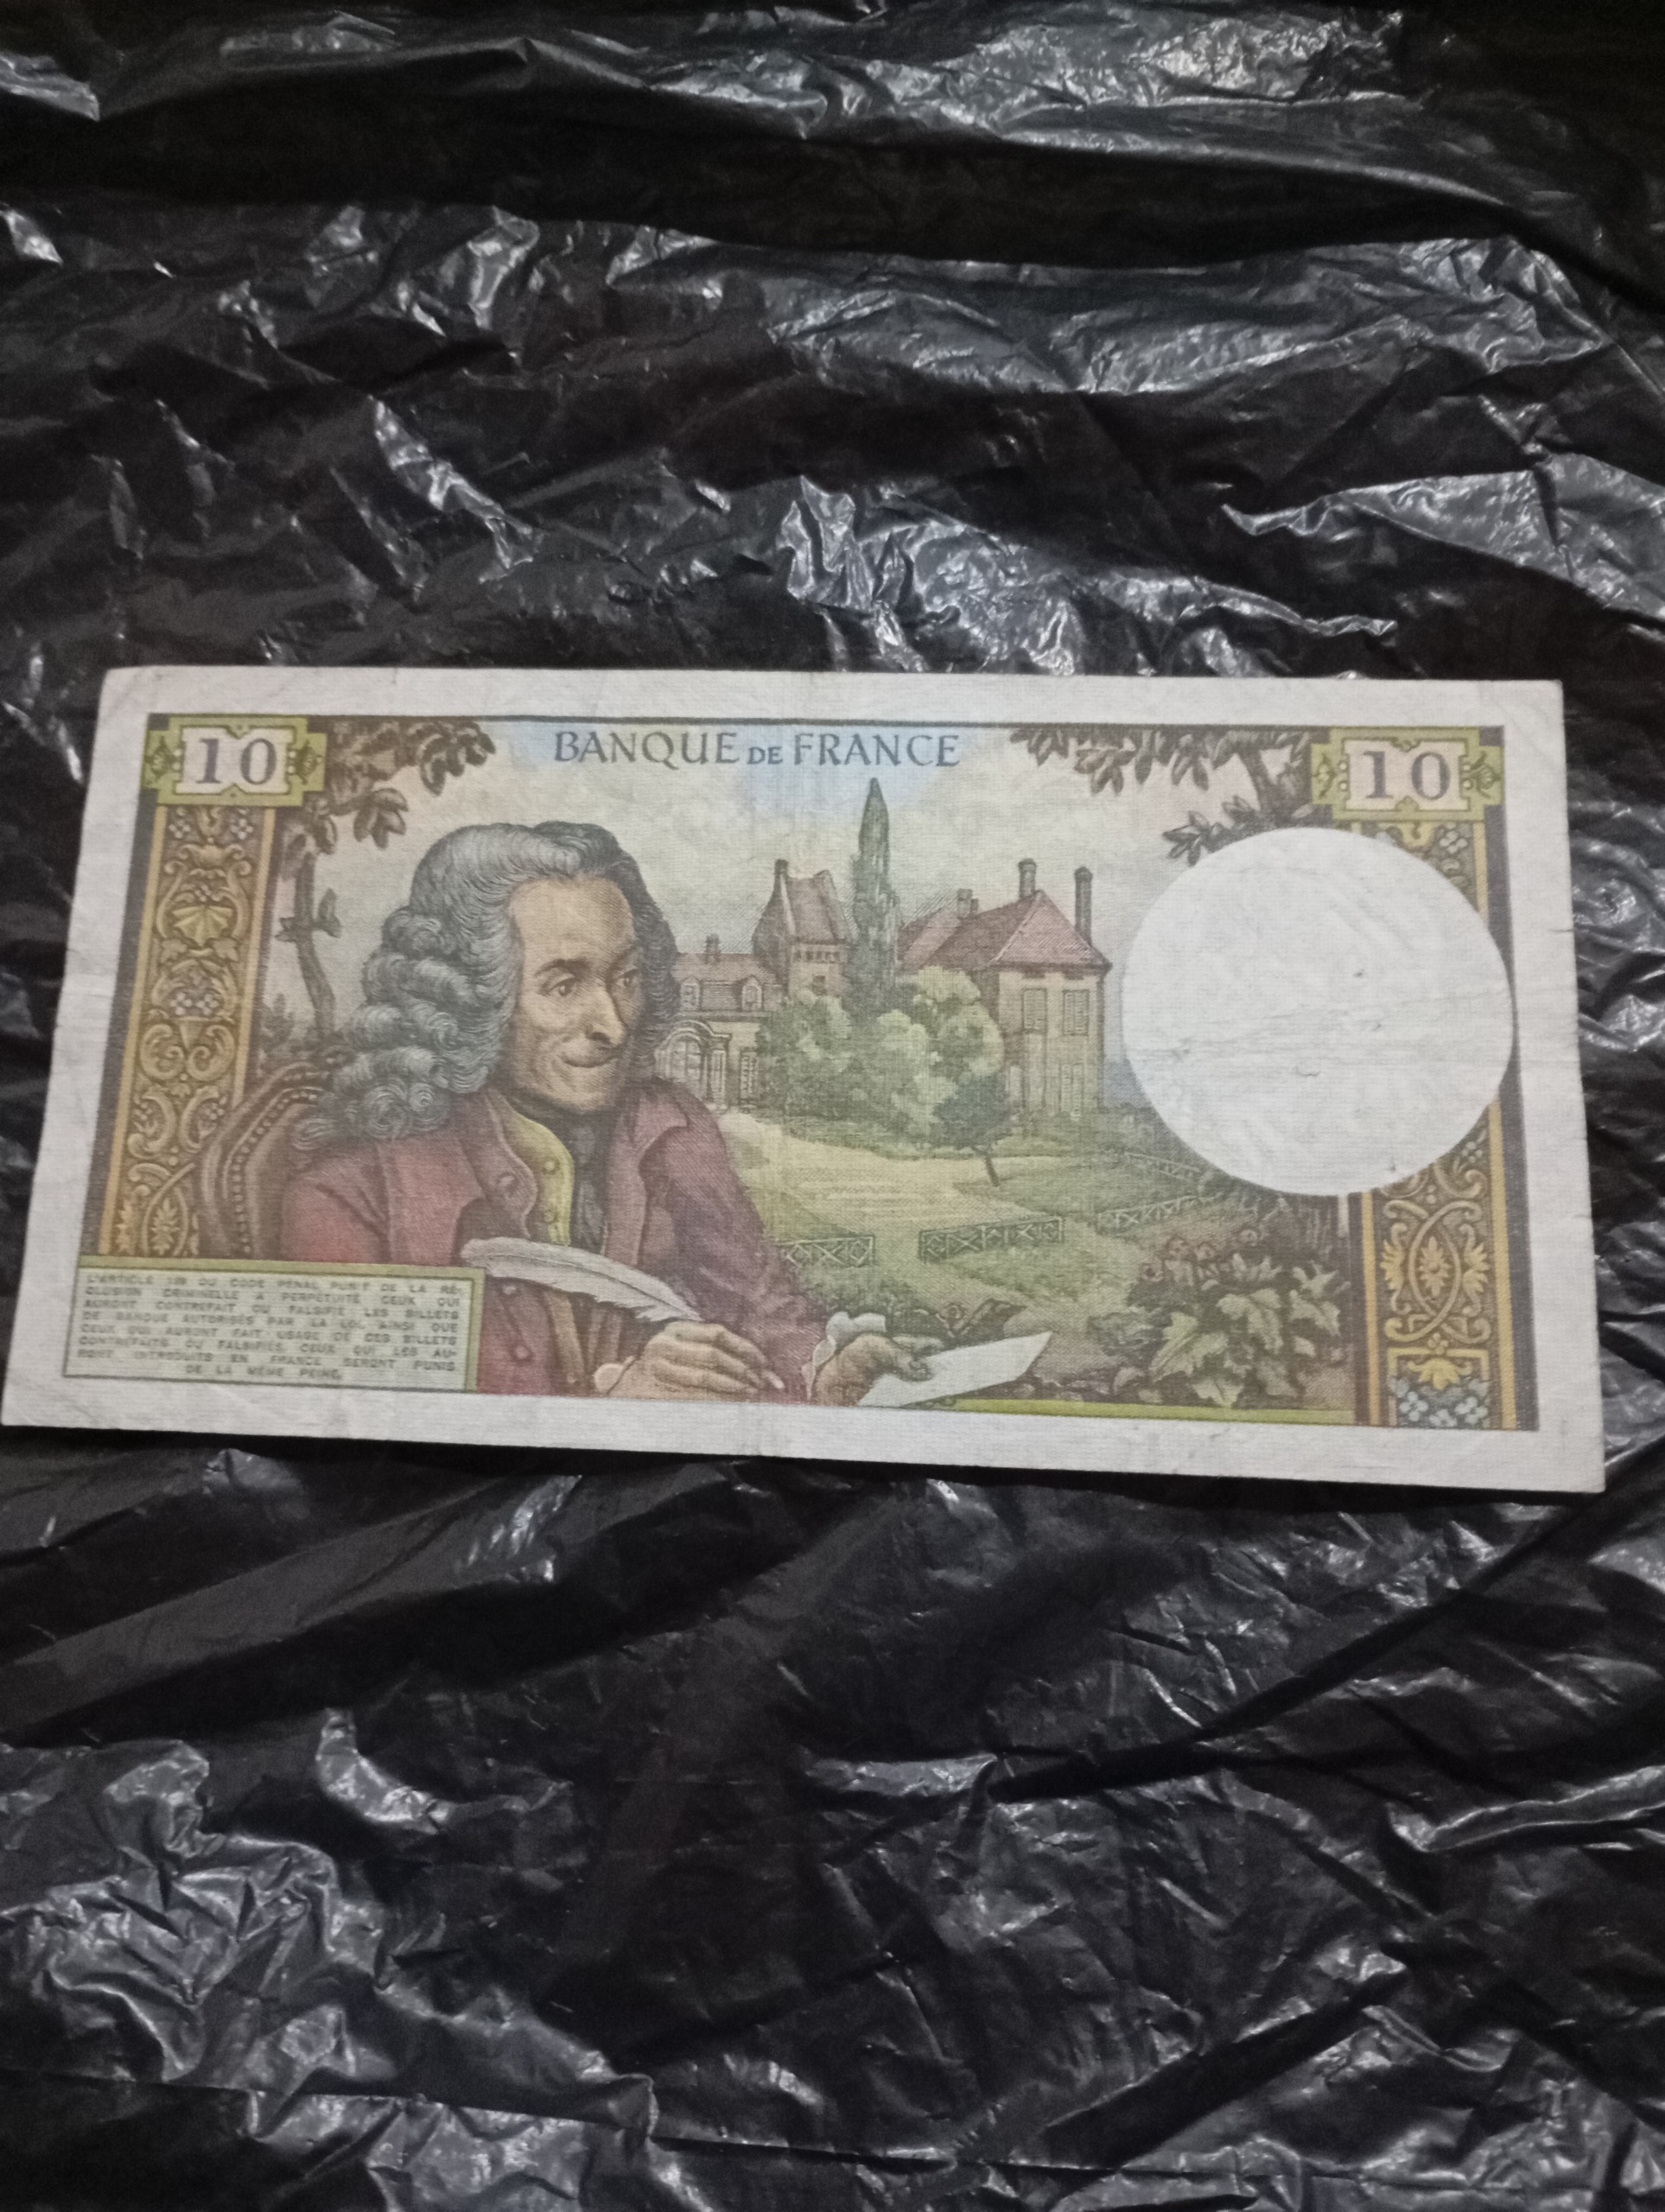 10
BANQUE DE FRANCE
10
L'ARTICLE 139 DU CODE PÉNAL PUNIT DE LA RÉ-
CLUSION CRIMINELLE À PERPÉTUITÉ CEUX QUI
AURONT CONTREFAIT OU FALSIFIÉ LES BILLETS
DE BANQUE AUTORISÉS PAR LA LOI, AINSI QUE
CEUX QUI AURONT FAIT USAGE DE CES BILLETS
CONTREFAITS OU FALSIFIÉS. CEUX QUI LES AU-
RONT INTRODUITS EN FRANCE SERONT PUNIS
DE LA MÊME PEINE.